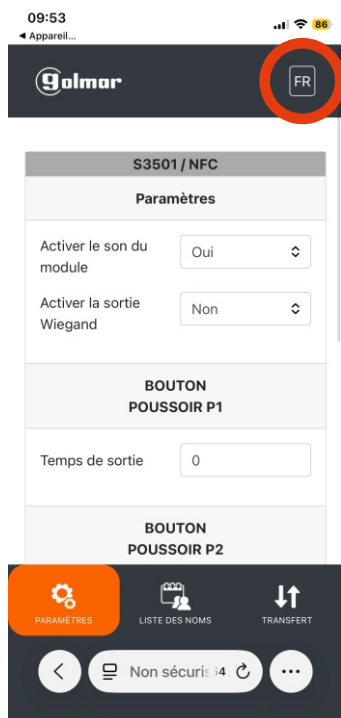 09:53
86
◀ Appareil...
golmar
FR
S3501 / NFC
Paramètres
Activer le son du
module
Oui
Activer la sortie
Wiegand
Non
BOUTON
POUSSOIR P1
Temps de sortie
0
BOUTON
POUSSOIR P2
PARAMÈTRES
LISTE DES NOMS
TRANSFERT
Non sécuris